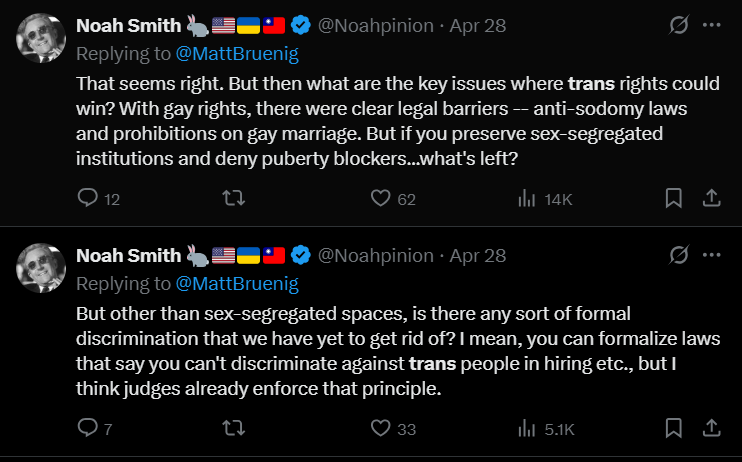 Noah Smith 🐇🇺🇸🇺🇦🇹🇼 @Noahpinion · Apr 28
Replying to @MattBruenig
That seems right. But then what are the key issues where trans rights could
win? With gay rights, there were clear legal barriers -- anti-sodomy laws
and prohibitions on gay marriage. But if you preserve sex-segregated
institutions and deny puberty blockers...what's left?
12 62 14K
Noah Smith 🐇🇺🇸🇺🇦🇹🇼 @Noahpinion · Apr 28
Replying to @MattBruenig
But other than sex-segregated spaces, is there any sort of formal
discrimination that we have yet to get rid of? I mean, you can formalize laws
that say you can't discriminate against trans people in hiring etc., but I
think judges already enforce that principle.
7 33 5.1K